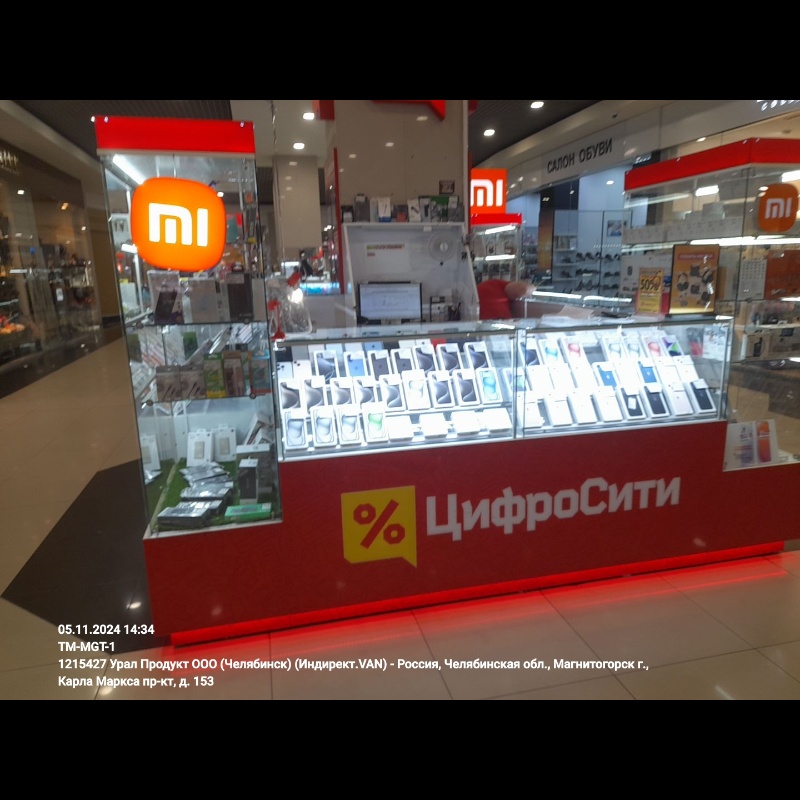 САЛОН ОБУВИ
mi
mi
mi
50%
% ЦифроСити
05.11.2024 14:34
TM-MGT-1
1215427 Урал Продукт ООО (Челябинск) (Индирект.VAN) - Россия, Челябинская обл., Магнитогорск г.,
Карла Маркса пр-кт, д. 153